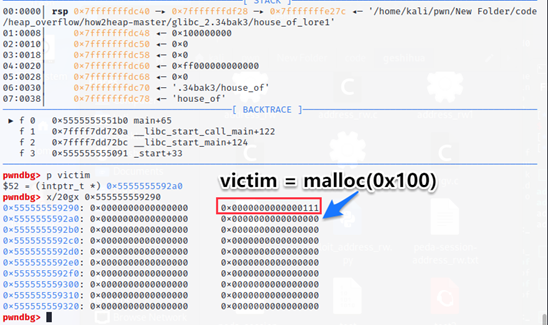 [ STACK ]
00:0000│ rsp 0×7fffffffdc40 —▸ 0×7fffffffdf28 —▸ 0×7fffffffe27c ◂— '/home/kali/pwn/New Folder/code
/heap_overflow/how2heap-master/glibc_2.34bak3/house_of_lore1'
01:0008│ 0×7fffffffdc48 ◂— 0×100000000
02:0010│ 0×7fffffffdc50 ◂— 0×0
03:0018│ 0×7fffffffdc58 ◂— 0×0
04:0020│ 0×7fffffffdc60 ◂— 0×ff000000000000
05:0028│ 0×7fffffffdc68 ◂— 0×0
06:0030│ 0×7fffffffdc70 ◂— '.34bak3/house_of'
07:0038│ 0×7fffffffdc78 ◂— 'house_of'
[ BACKTRACE ]
► f 0 0×5555555551b0 main+65
f 1 0×7ffff7dd720a __libc_start_call_main+122
f 2 0×7ffff7dd72bc __libc_start_main+124
f 3 0×555555555091 _start+33
pwndbg> p victim
$52 = (intptr_t *) 0×5555555592a0
victim = malloc(0x100)
pwndbg> x/20gx 0×555555559290
0×555555559290: 0×0000000000000000 0×0000000000000111
0×5555555592a0: 0×0000000000000000 0×0000000000000000
0×5555555592b0: 0×0000000000000000 0×0000000000000000
0×5555555592c0: 0×0000000000000000 0×0000000000000000
0×5555555592d0: 0×0000000000000000 0×0000000000000000
0×5555555592e0: 0×0000000000000000 0×0000000000000000
0×5555555592f0: 0×0000000000000000 0×0000000000000000
0×555555559300: 0×0000000000000000 0×0000000000000000
0×555555559310: 0×0000000000000000 0×0000000000000000
0×555555559320: 0×0000000000000000 0×0000000000000000
pwndbg>